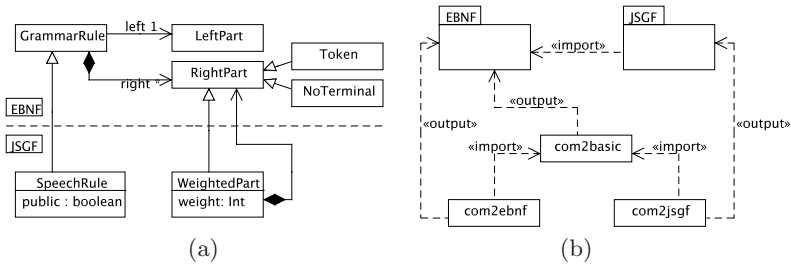 GrammarRule
left 1
LeftPart
RightPart
right *
Token
NoTerminal
EBNF
JSGF
SpeechRule
public : boolean
WeightedPart
weight: Int
(a)
EBNF
JSGF
«import»
«output»
«output»
«output»
«import»
com2basic
«import»
com2ebnf
com2jsgf
(b)